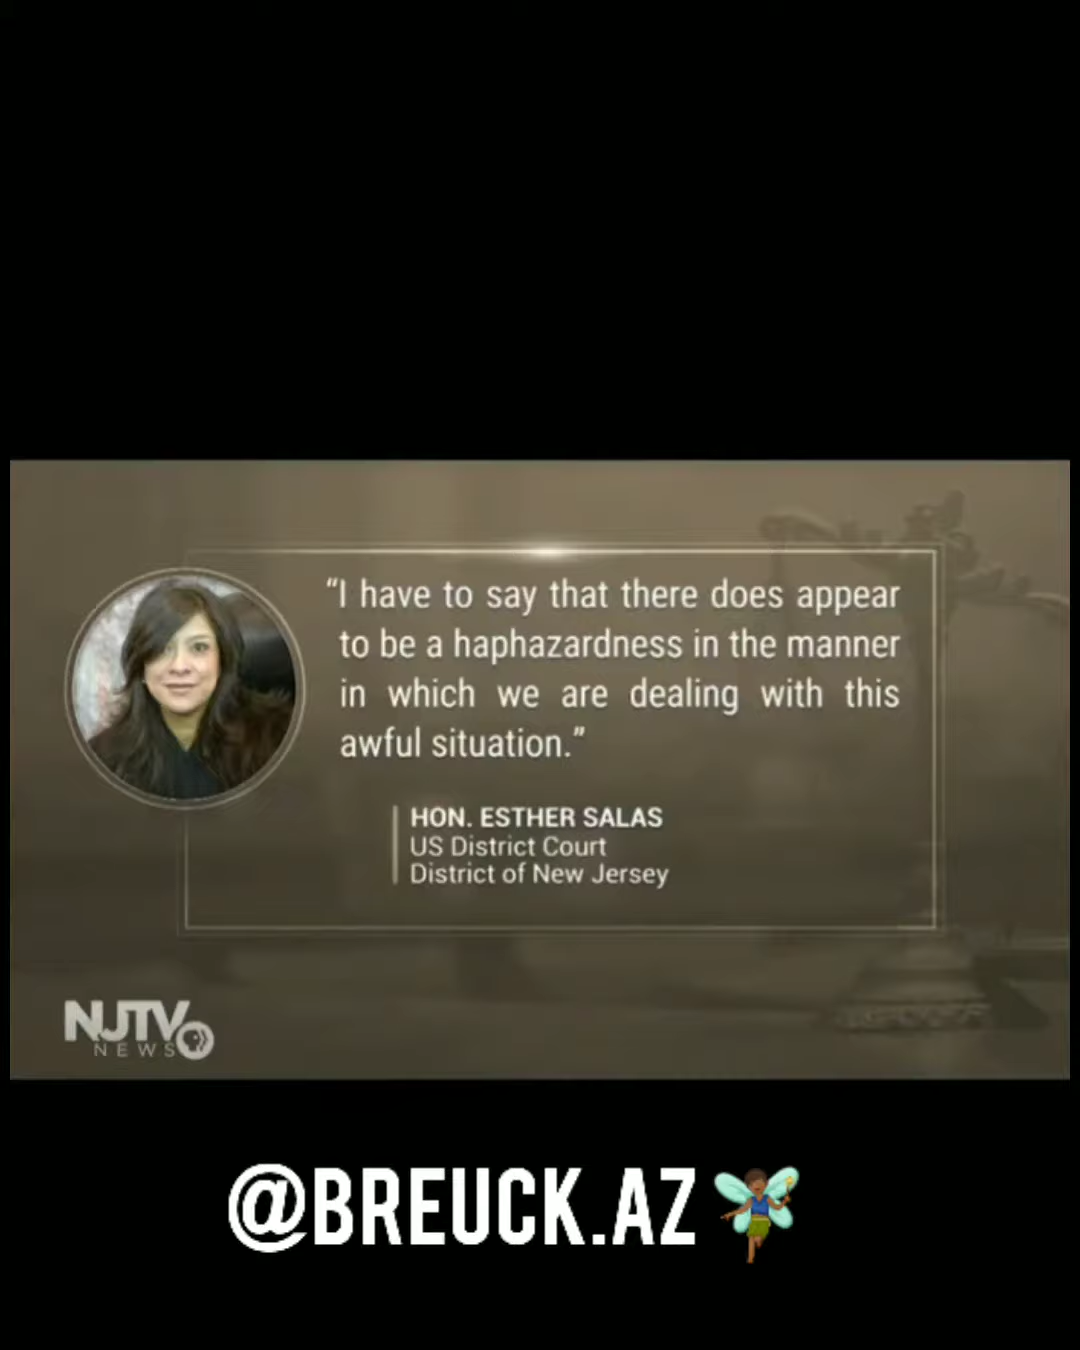 “I have to say that there does appear
to be a haphazardness in the manner
in which we are dealing with this
awful situation.”
HON. ESTHER SALAS
US District Court
District of New Jersey
NJTV
NEWS
@BREUCK.AZ🧚🏾